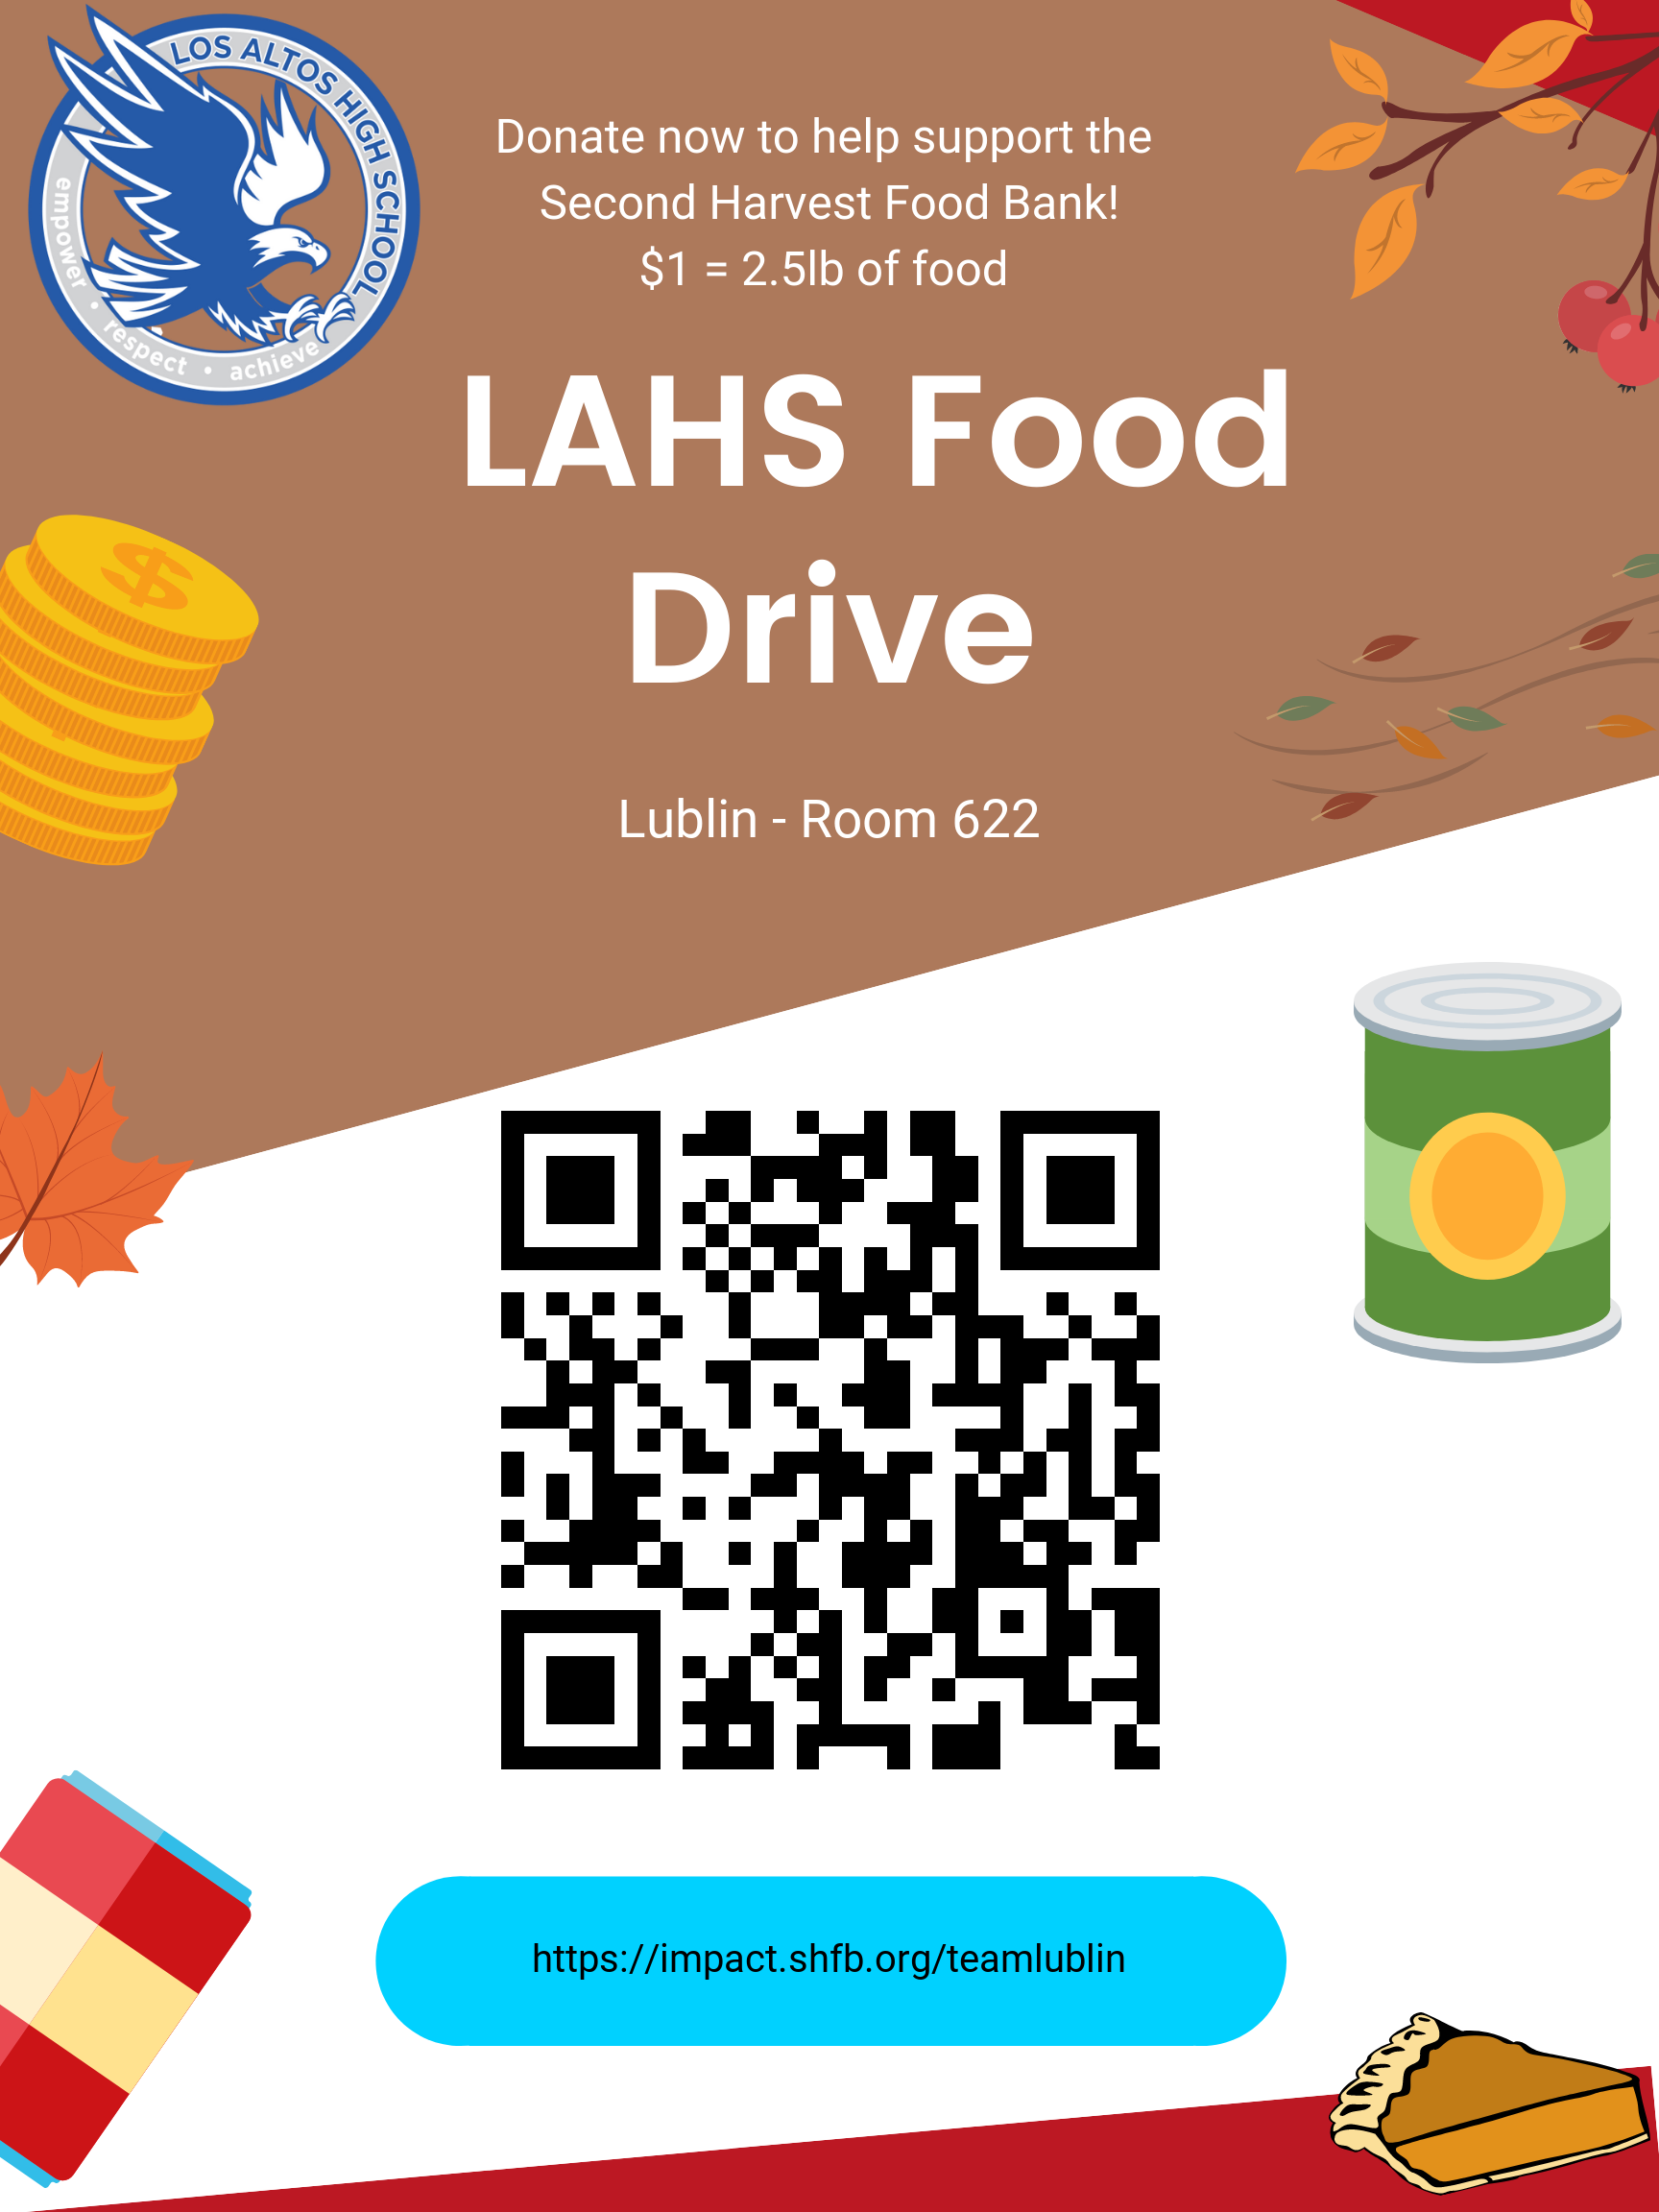 LOS ALTOS HIGH SCHOOL
empower • respect • achieve
Donate now to help support the
Second Harvest Food Bank!
$1 = 2.5lb of food
LAHS Food
Drive
$
Lublin - Room 622
https://impact.shfb.org/teamlublin